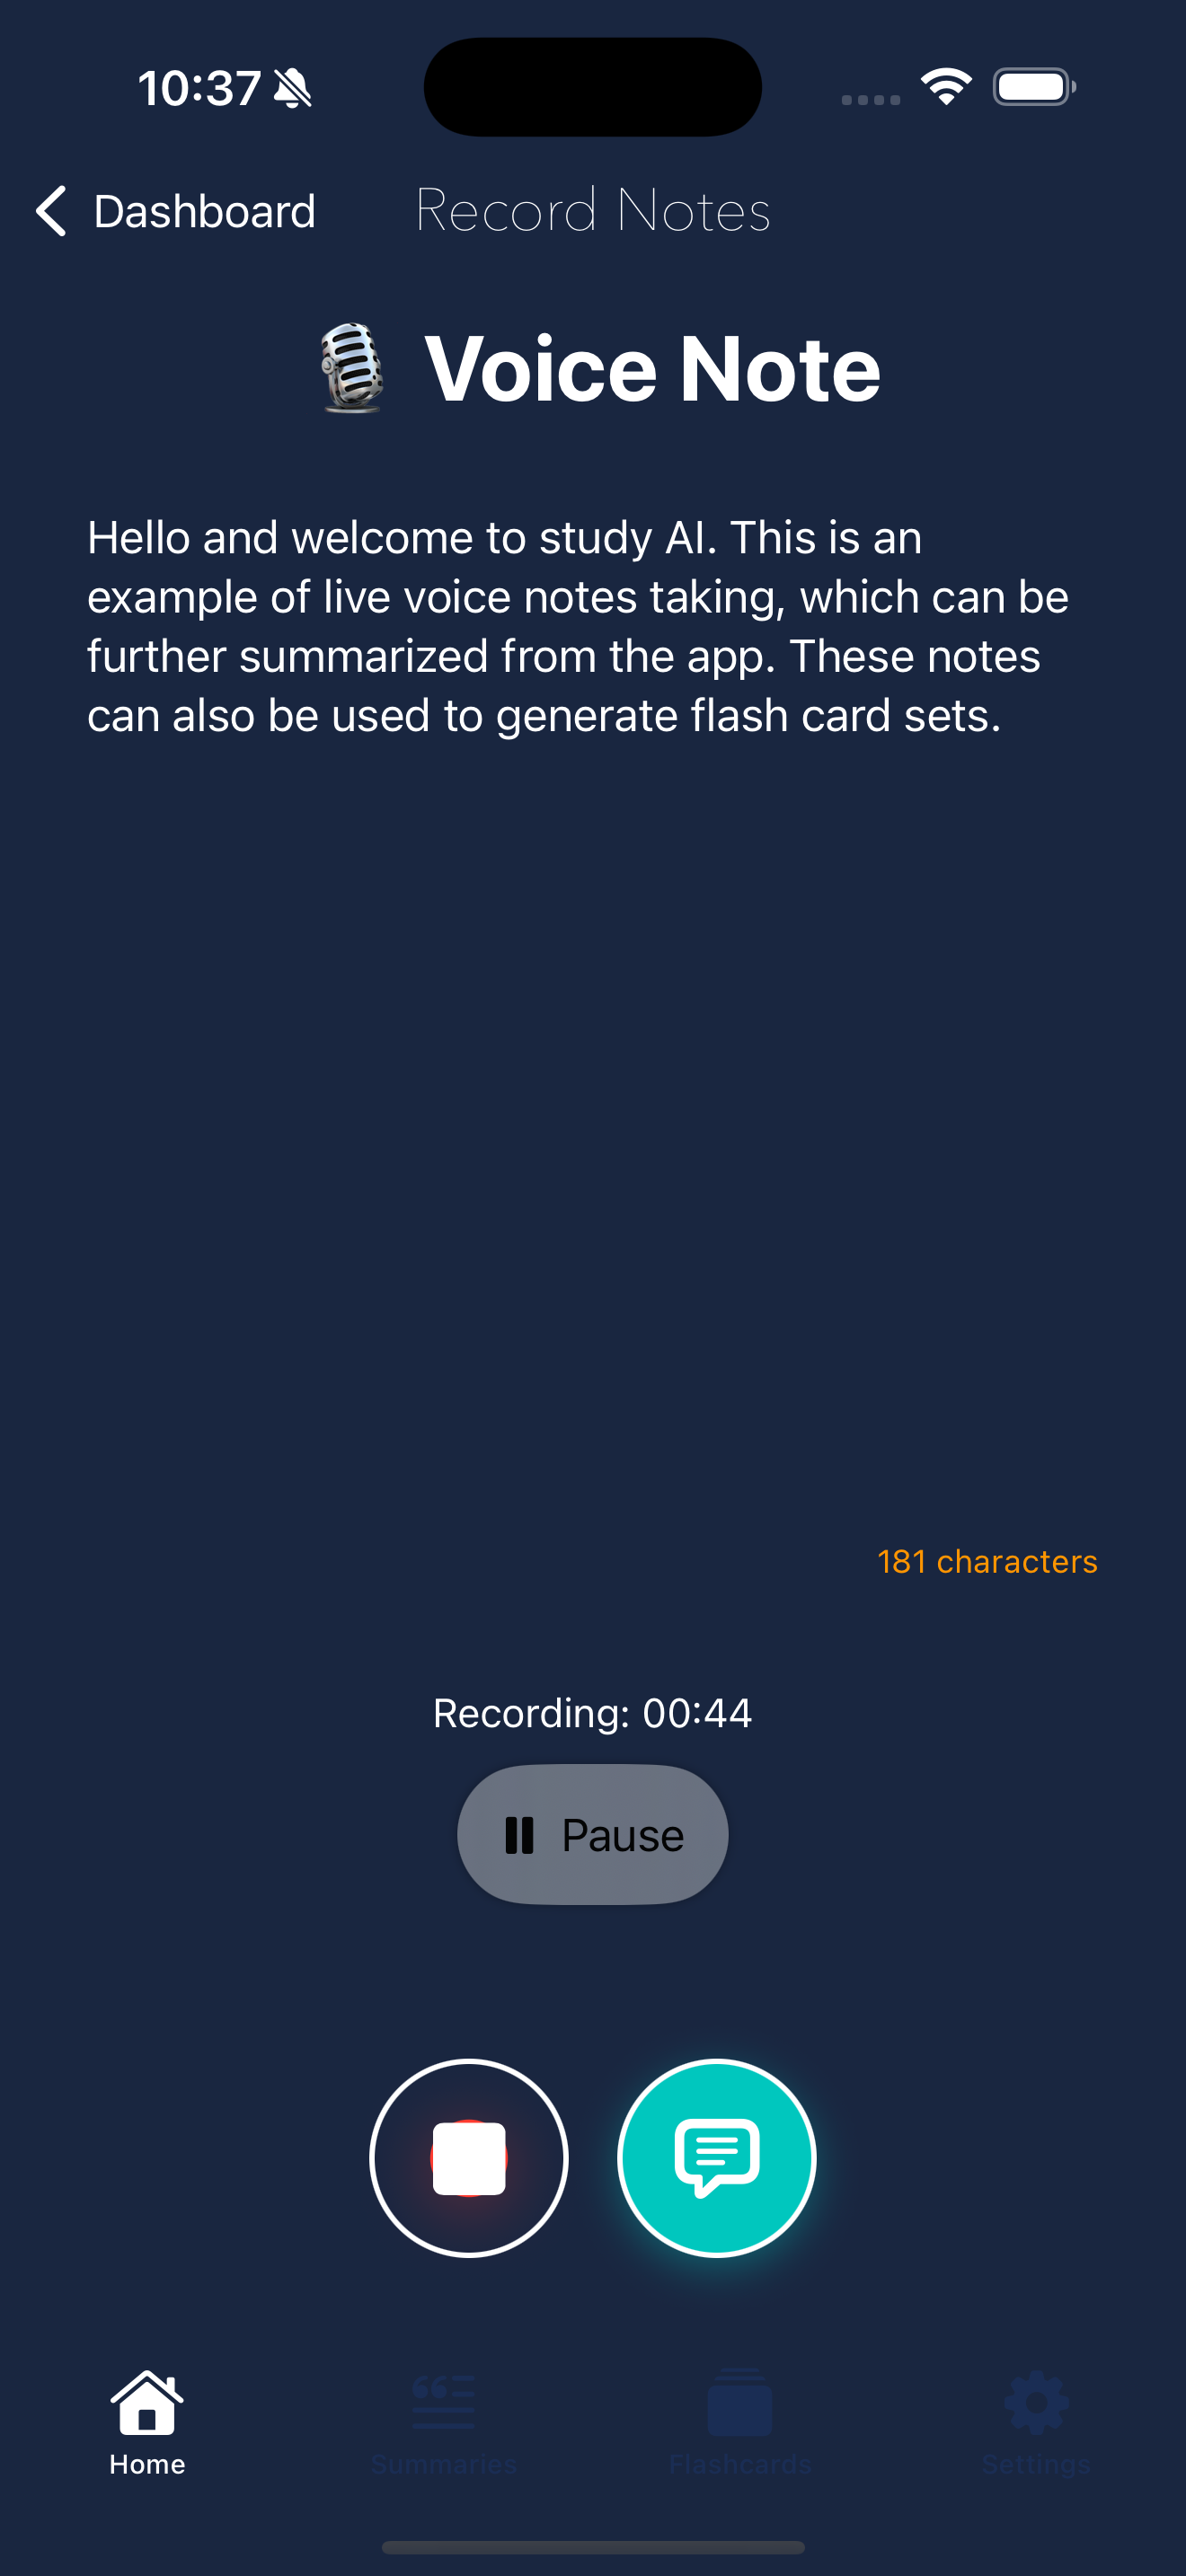 10:37
Dashboard
Record Notes
Voice Note
Hello and welcome to study AI. This is an
example of live voice notes taking, which can be
further summarized from the app. These notes
can also be used to generate flash card sets.
181 characters
Recording: 00:44
Pause
Home
Summaries
Flashcards
Settings